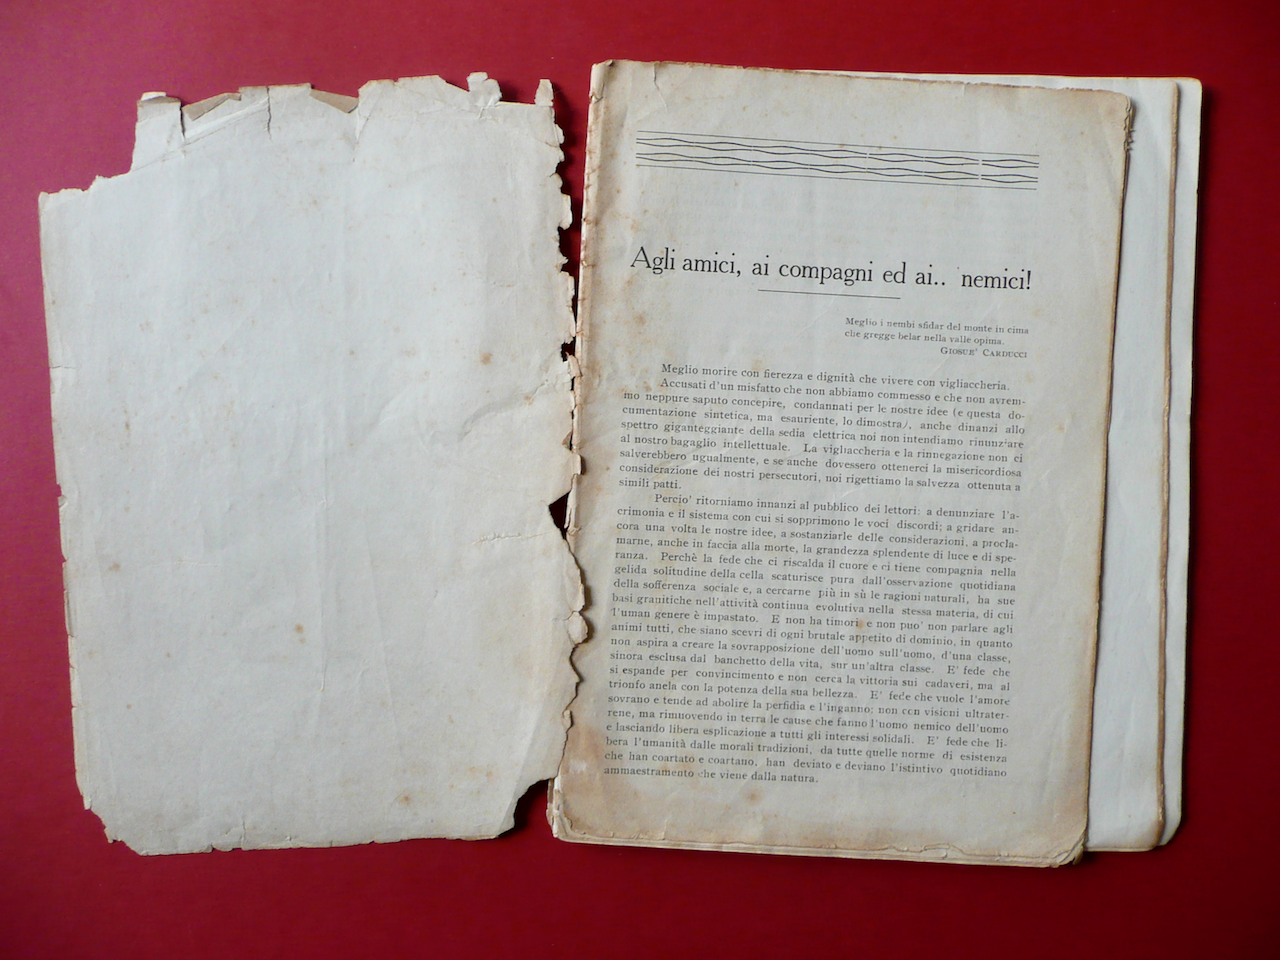 Agli amici, ai compagni ed ai.. nemici!
Meglio i nembi sfidar del monte in cima
che gregge belar nella valle opima.
GIOSUE' CARDUCCI
Meglio morire con fierezza e dignità che vivere con vigliaccheria.
Accusati d'un misfatto che non abbiamo commesso e che non avrem-
mo neppure saputo concepire, condannati per le nostre idee (e questa do-
cumentazione sintetica, ma esauriente, lo dimostra), anche dinanzi allo
spettro giganteggiante della sedia elettrica noi non intendiamo rinunziare
al nostro bagaglio intellettuale. La vigliaccheria e la rinnegazione non ci
salverebbero ugualmente, e se anche dovessero ottenerci la misericordiosa
considerazione dei nostri persecutori, noi rigettiamo la salvezza ottenuta a
simili patti.
Percio' ritorniamo innanzi al pubblico dei lettori: a denunziare l'a-
crimonia e il sistema con cui si sopprimono le voci discordi; a gridare an-
cora una volta le nostre idee, a sostanziarle delle considerazioni, a procla-
marne, anche in faccia alla morte, la grandezza splendente di luce e di spe-
ranza. Perchè la fede che ci riscalda il cuore e ci tiene compagnia nella
gelida solitudine della cella scaturisce pura dall'osservazione quotidiana
della sofferenza sociale e, a cercarne più in sù le ragioni naturali, ha sue
basi granitiche nell'attività continua evolutiva nella stessa materia, di cui
l'uman genere è impastato. E non ha timori e non puo' non parlare agli
animi tutti, che siano scevri di ogni brutale appetito di dominio, in quanto
non aspira a creare la sovrapposizione dell'uomo sull'uomo, d'una classe,
sinora esclusa dal banchetto della vita, sur un'altra classe. E' fede che
si espande per convincimento e non cerca la vittoria sui cadaveri, ma al
trionfo anela con la potenza della sua bellezza. E' fede che vuole l'amore
sovrano e tende ad abolire la perfidia e l'inganno: non con visioni ultrater-
rene, ma rimuovendo in terra le cause che fanno l'uomo nemico dell'uomo
e lasciando libera esplicazione a tutti gli interessi solidali. E' fede che li-
bera l'umanità dalle morali tradizioni, da tutte quelle norme di esistenza
che han coartato e coartano, han deviato e deviano l'istintivo quotidiano
ammaestramento che viene dalla natura.